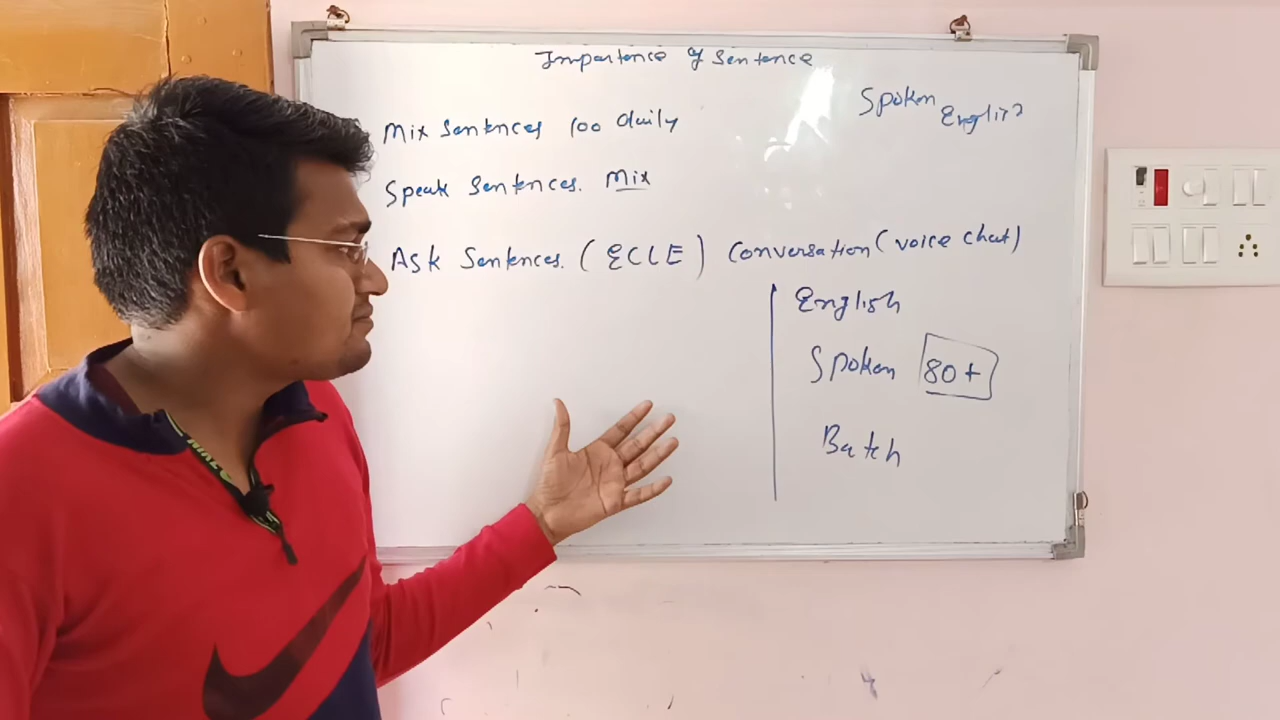 Importence of Sentence
Spoken
English
Mix Sentences 100 daily
Speak Sentences. Mix
Ask Sentences. (ECLE) Conversation (voice chat)
English
Spoken 80+
Batch